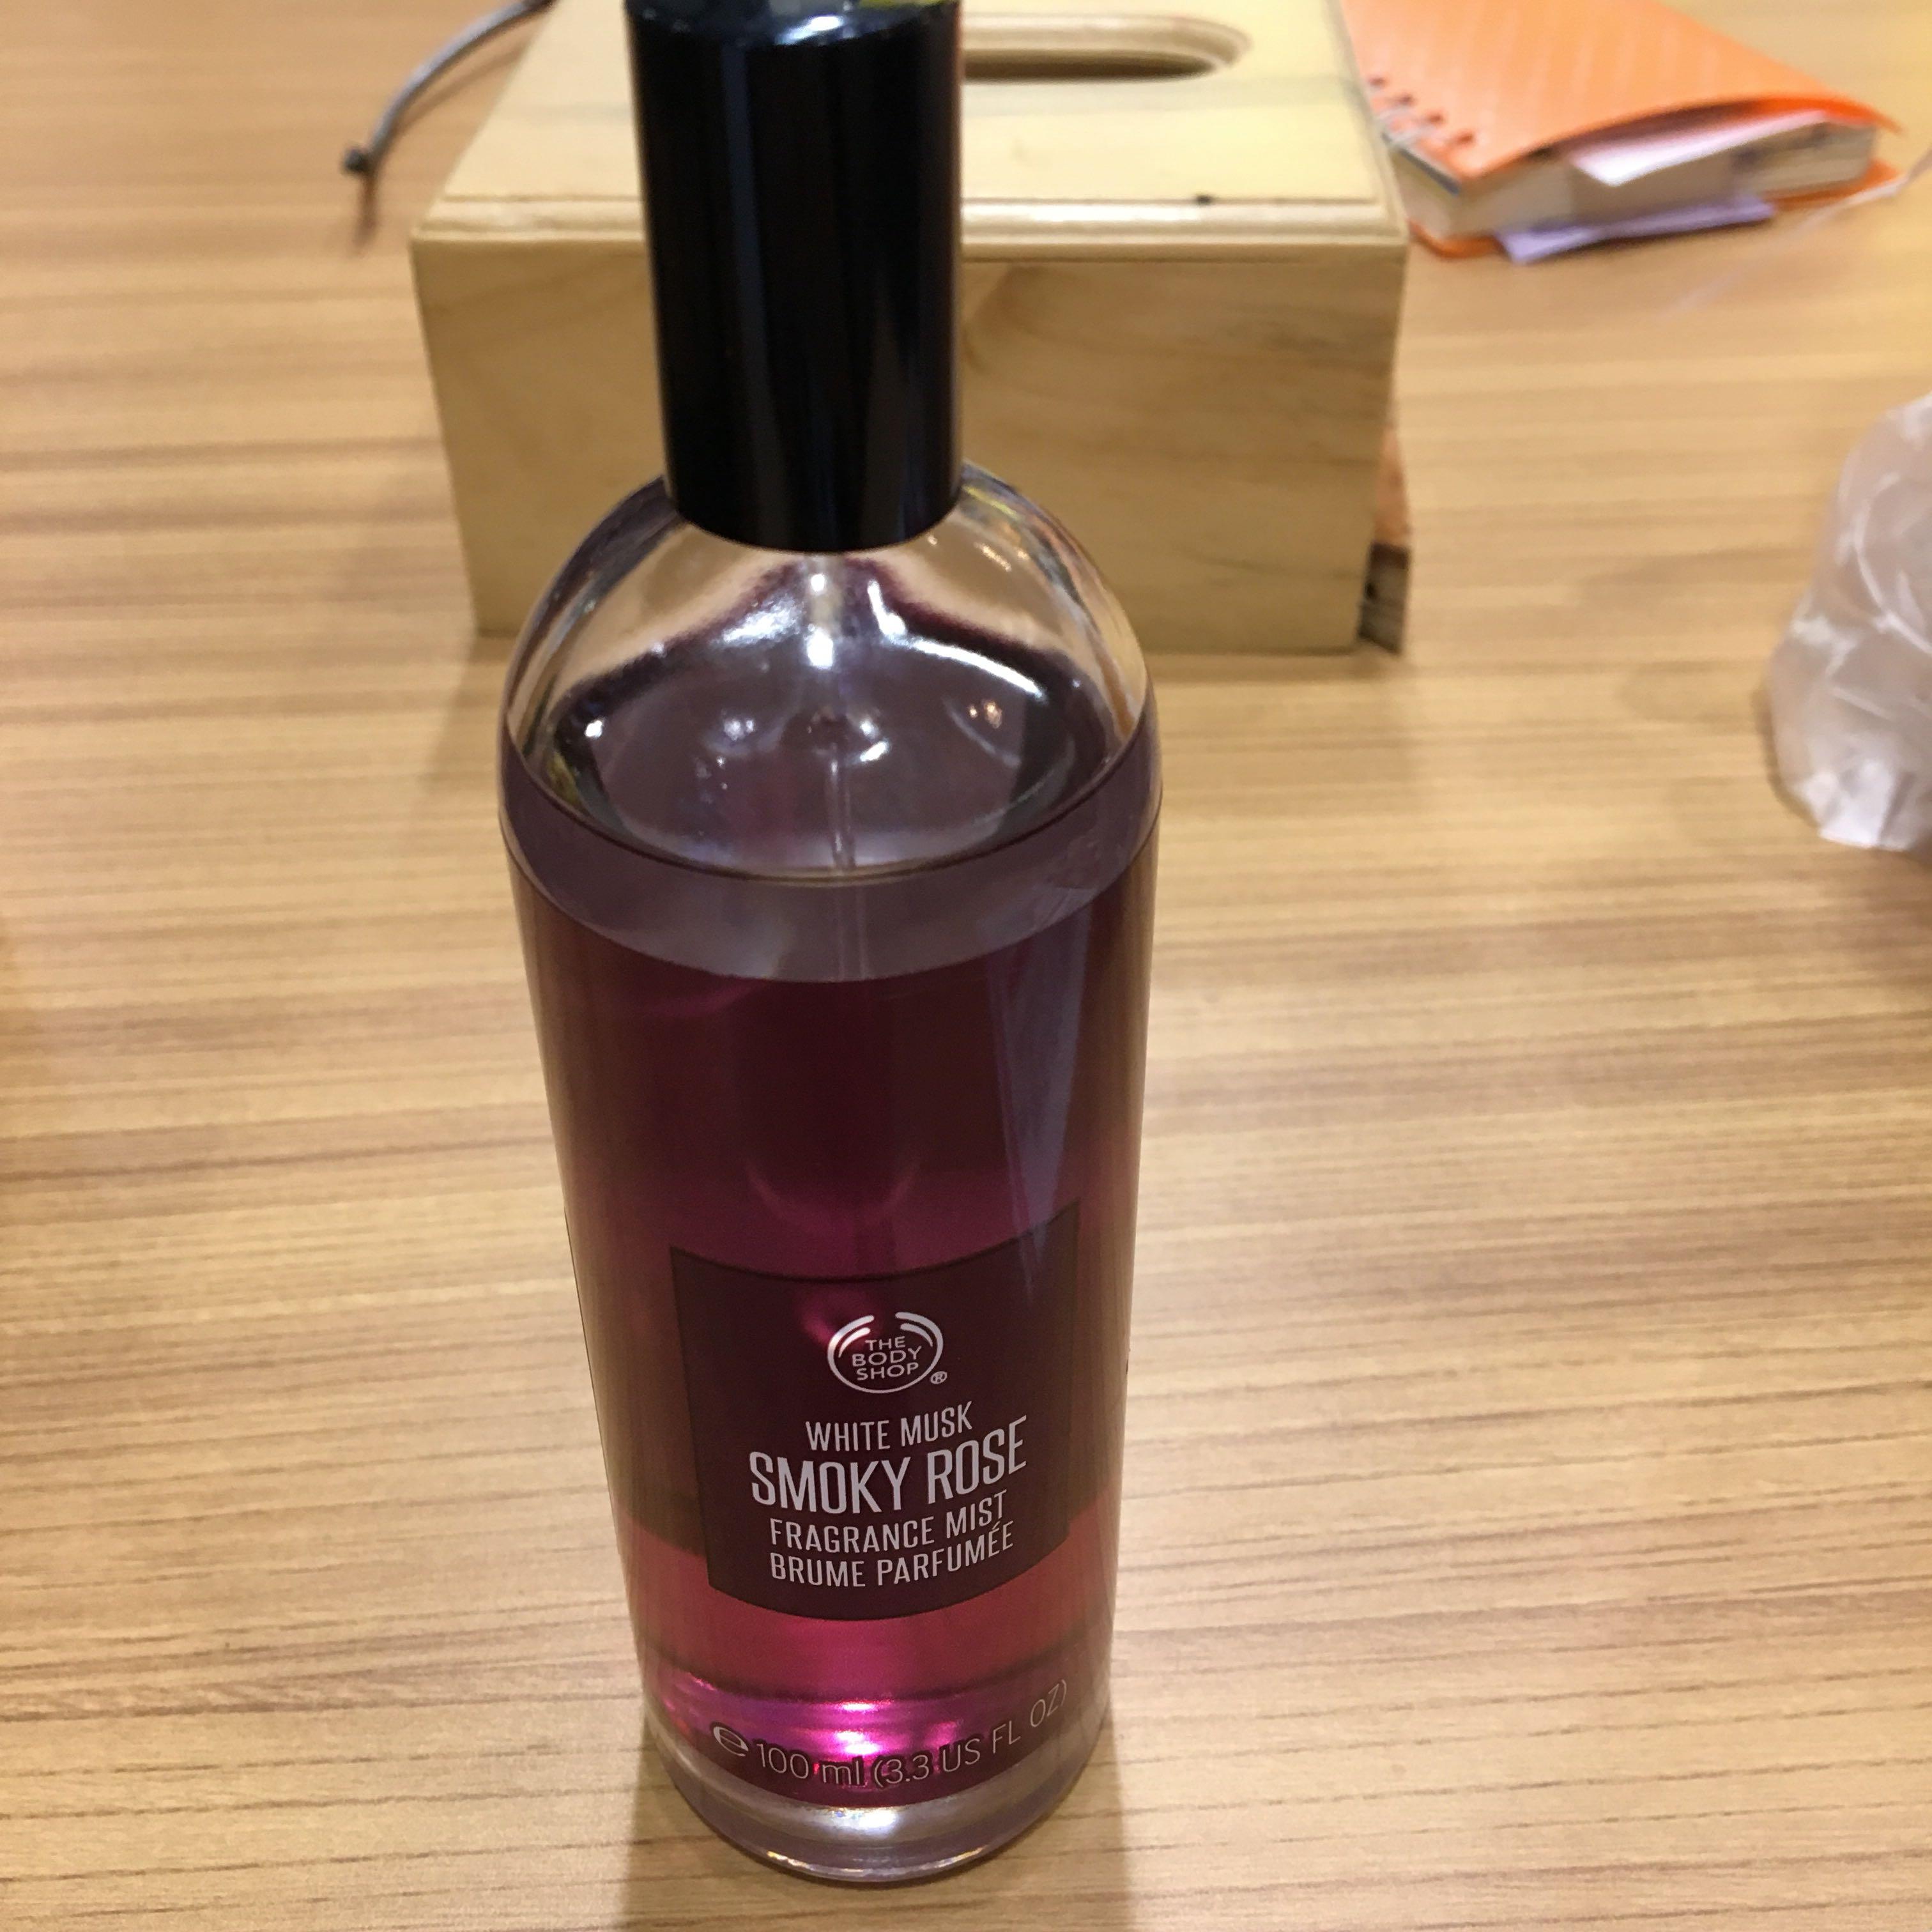 THE
BODY
SHOP®
WHITE MUSK
SMOKY ROSE
FRAGRANCE MIST
BRUME PARFUMÉE
℮ 100 ml (3.3 US FL OZ)